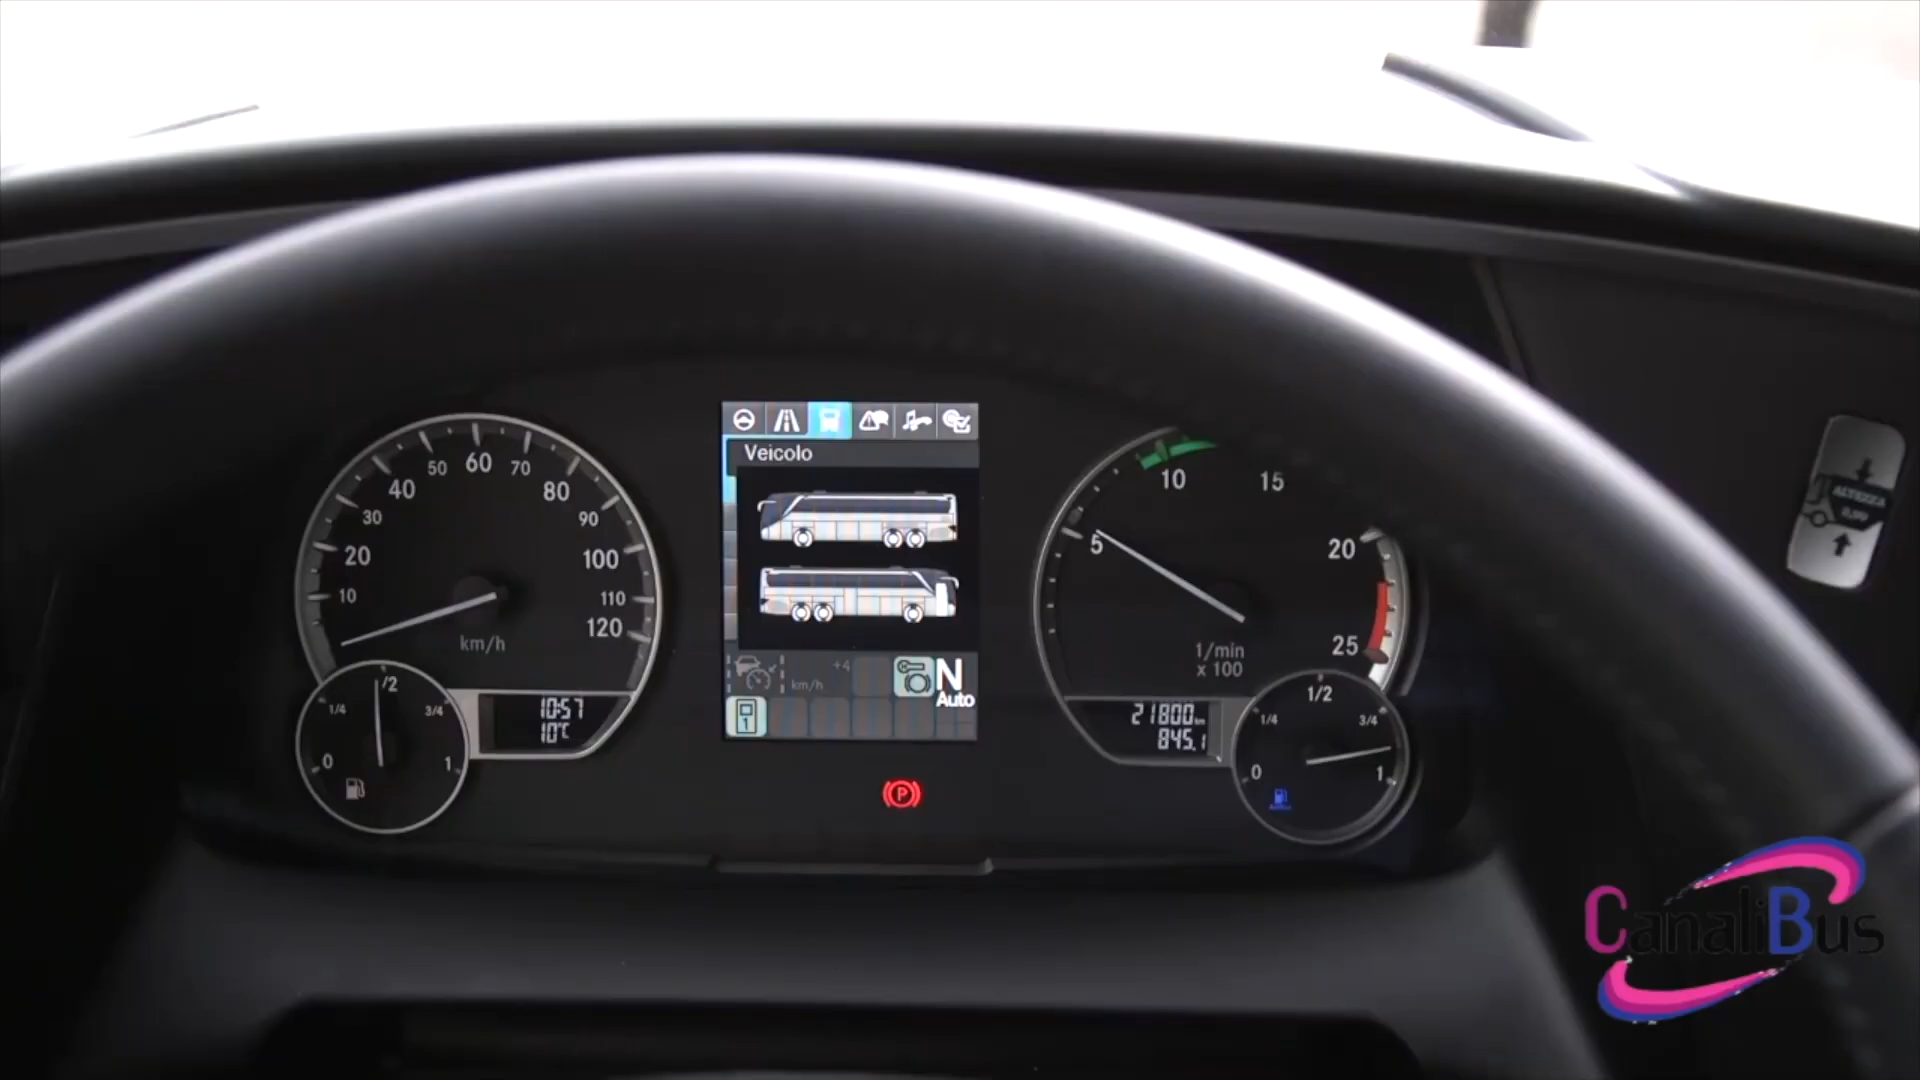 10
20
30
40
50
60
70
80
90
100
110
120
km/h
0
1/4
1/2
3/4
1
10:57
10°C
Veicolo
+4
km/h
N
Auto
1
P
5
10
15
20
25
1/min
x 100
21800 km
845.1
0
1/4
1/2
3/4
1
ALTEZZA
CanaliBus